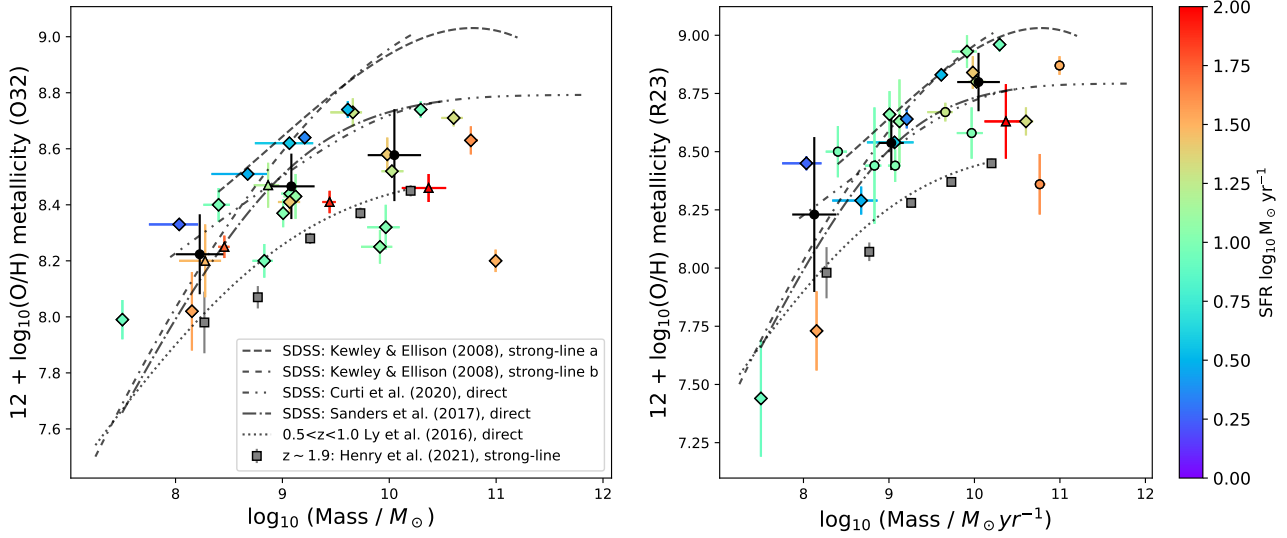 12 + log10(O/H) metallicity (O32)
9.0
8.8
8.6
8.4
8.2
8.0
7.8
7.6
8 9 10 11 12
log10 (Mass / M⊙)
SDSS: Kewley & Ellison (2008), strong-line a
SDSS: Kewley & Ellison (2008), strong-line b
SDSS: Curti et al. (2020), direct
SDSS: Sanders et al. (2017), direct
0.5<z<1.0 Ly et al. (2016), direct
z ~ 1.9: Henry et al. (2021), strong-line
12 + log10(O/H) metallicity (R23)
9.00
8.75
8.50
8.25
8.00
7.75
7.50
7.25
8 9 10 11 12
log10 (Mass / M⊙yr−1)
2.00
1.75
1.50
1.25
1.00
0.75
0.50
0.25
0.00
SFR log10 M⊙ yr−1